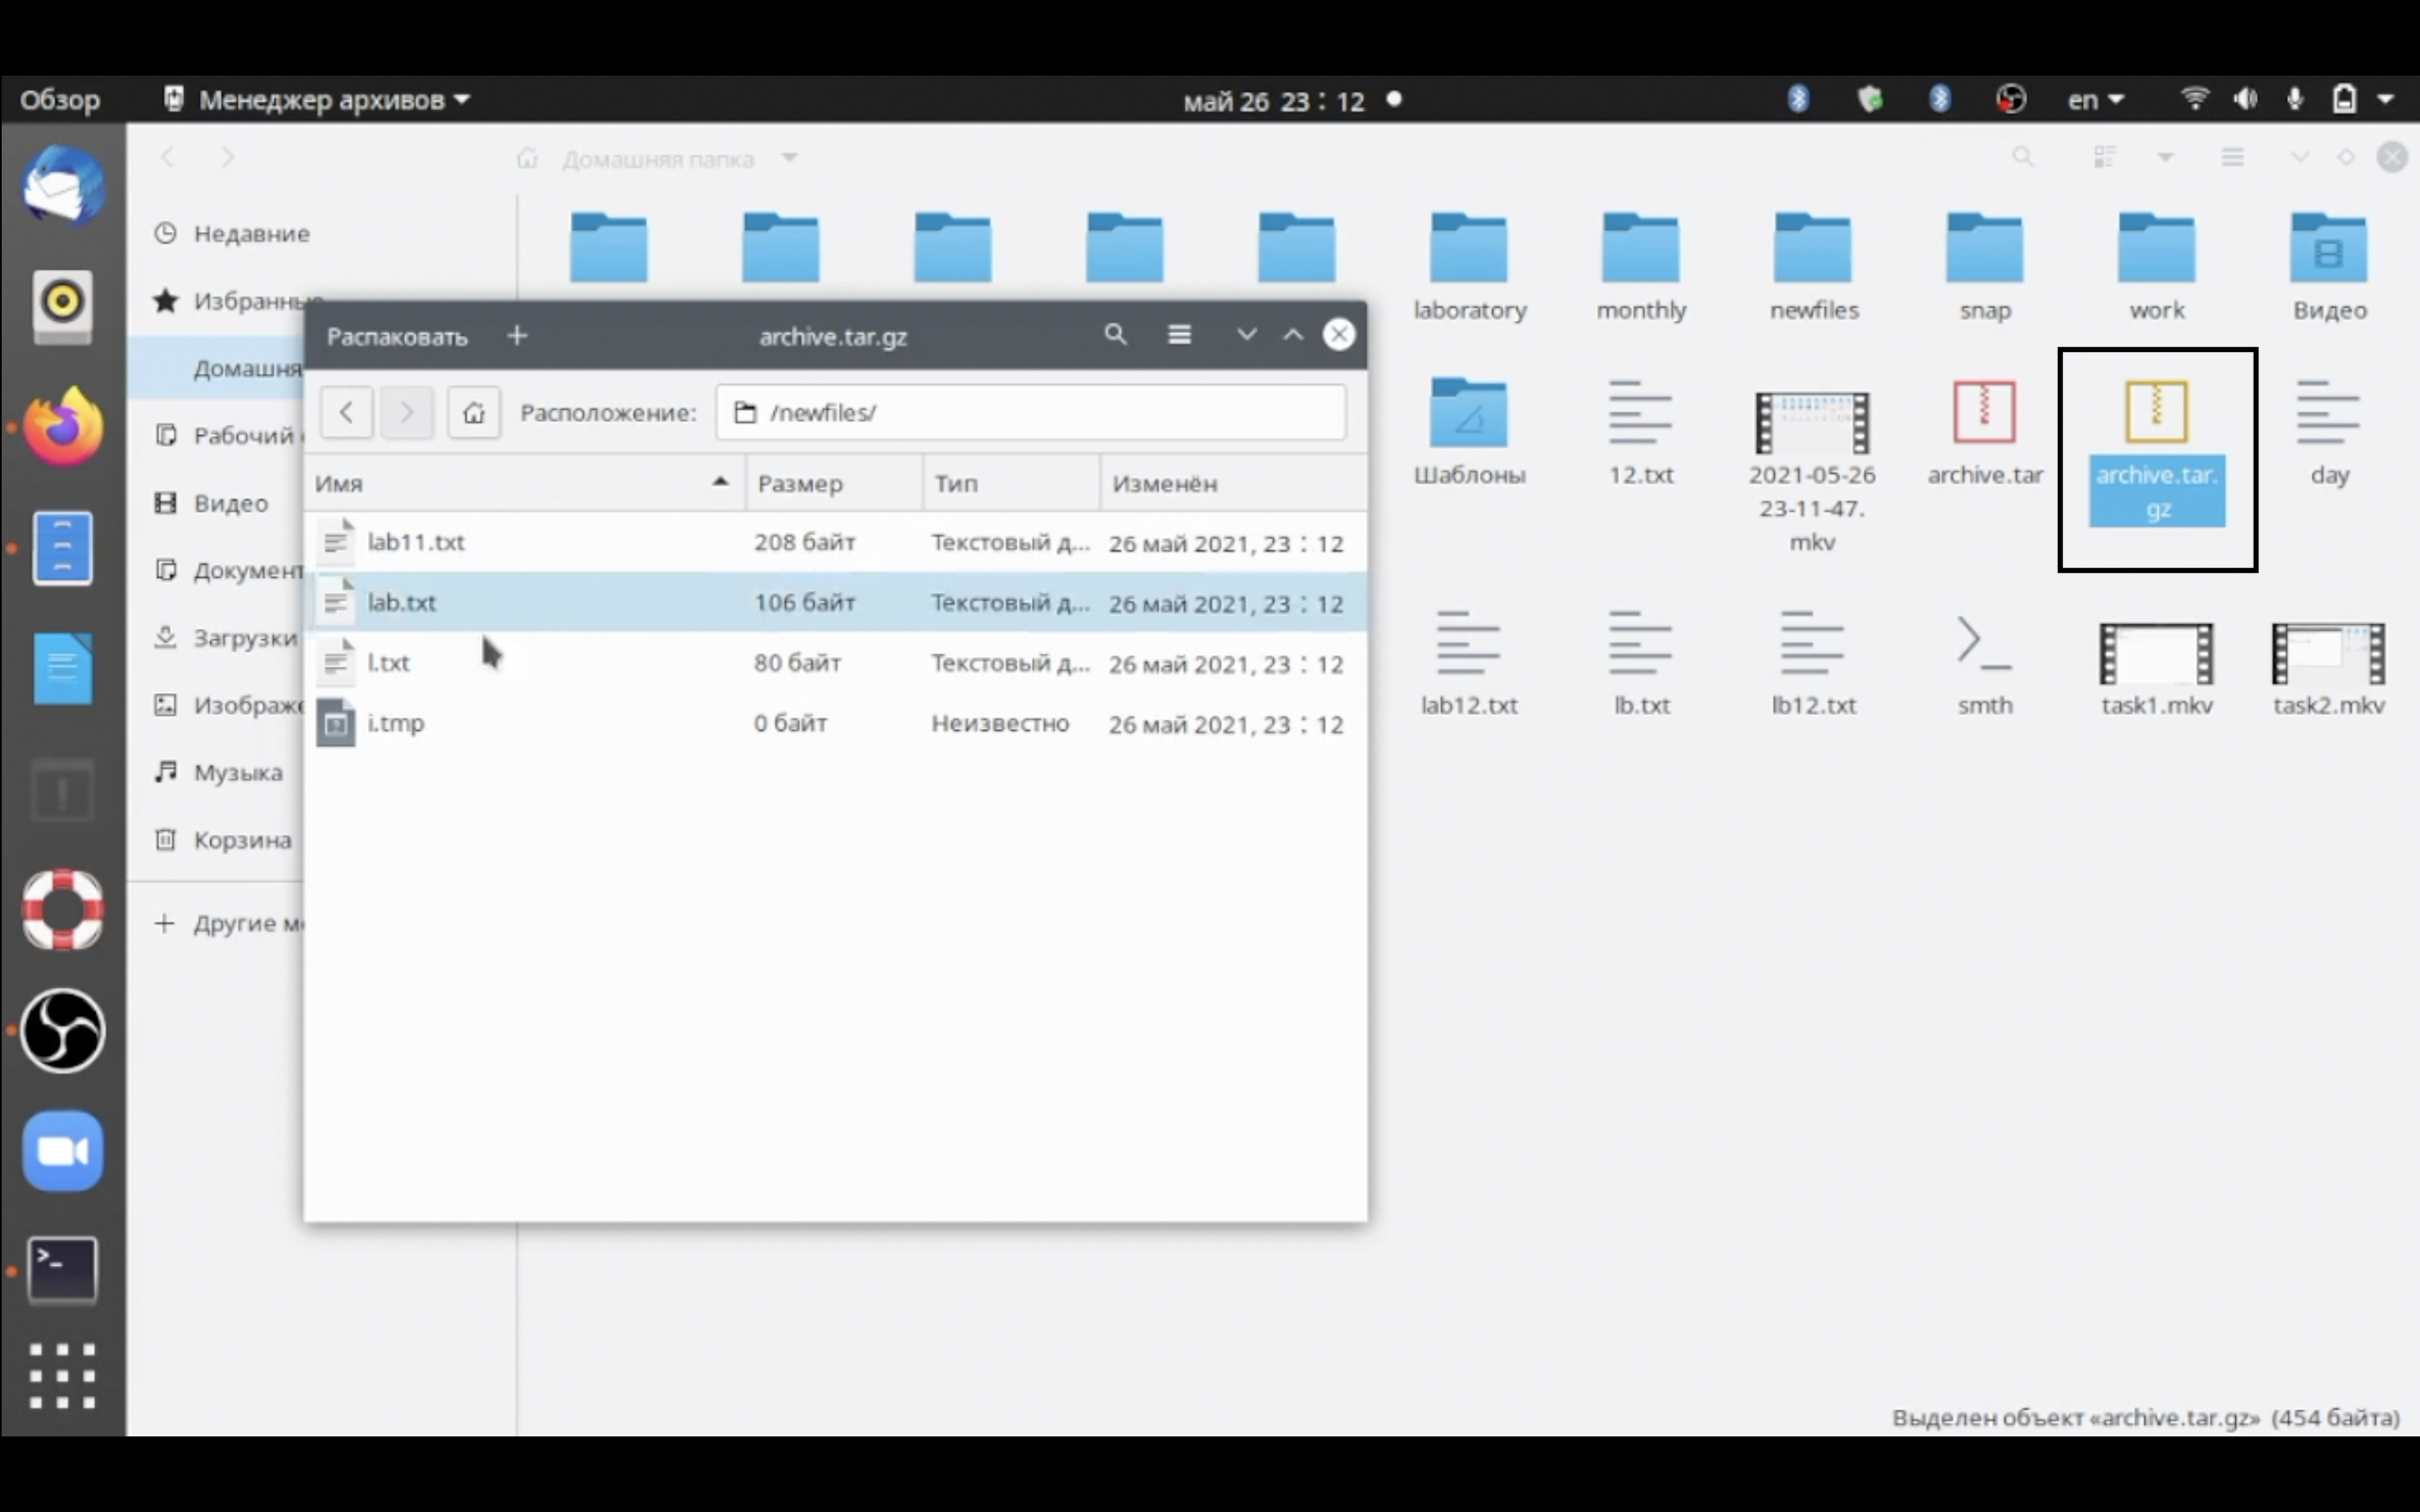 Обзор
Менеджер архивов
май 26 23 : 12
en
Домашняя папка
Недавние
Избранны
Домашня
Рабочий
Видео
Документ
Загрузки
Изображе
Музыка
Корзина
Другие м
laboratory
monthly
newfiles
snap
work
Видео
Распаковать
archive.tar.gz
Расположение:
/newfiles/
Имя
Размер
Тип
Изменён
lab11.txt 208 байт Текстовый д... 26 май 2021, 23 : 12
lab.txt 106 байт Текстовый д... 26 май 2021, 23 : 12
l.txt 80 байт Текстовый д... 26 май 2021, 23 : 12
i.tmp 0 байт Неизвестно 26 май 2021, 23 : 12
Шаблоны
12.txt
2021-05-26
23-11-47.
mkv
archive.tar
archive.tar.
gz
day
lab12.txt
lb.txt
lb12.txt
smth
task1.mkv
task2.mkv
Выделен объект «archive.tar.gz» (454 байта)